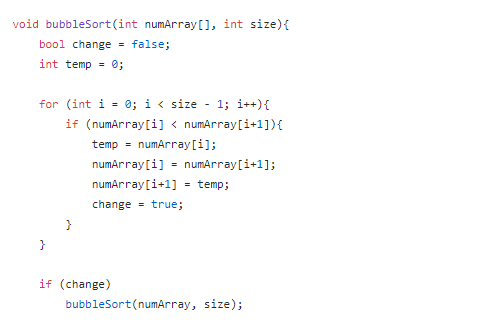 void bubbleSort(int numArray[], int size){
    bool change = false;
    int temp = 0;

    for (int i = 0; i < size - 1; i++){
        if (numArray[i] < numArray[i+1]){
            temp = numArray[i];
            numArray[i] = numArray[i+1];
            numArray[i+1] = temp;
            change = true;
        }
    }

    if (change)
        bubbleSort(numArray, size);